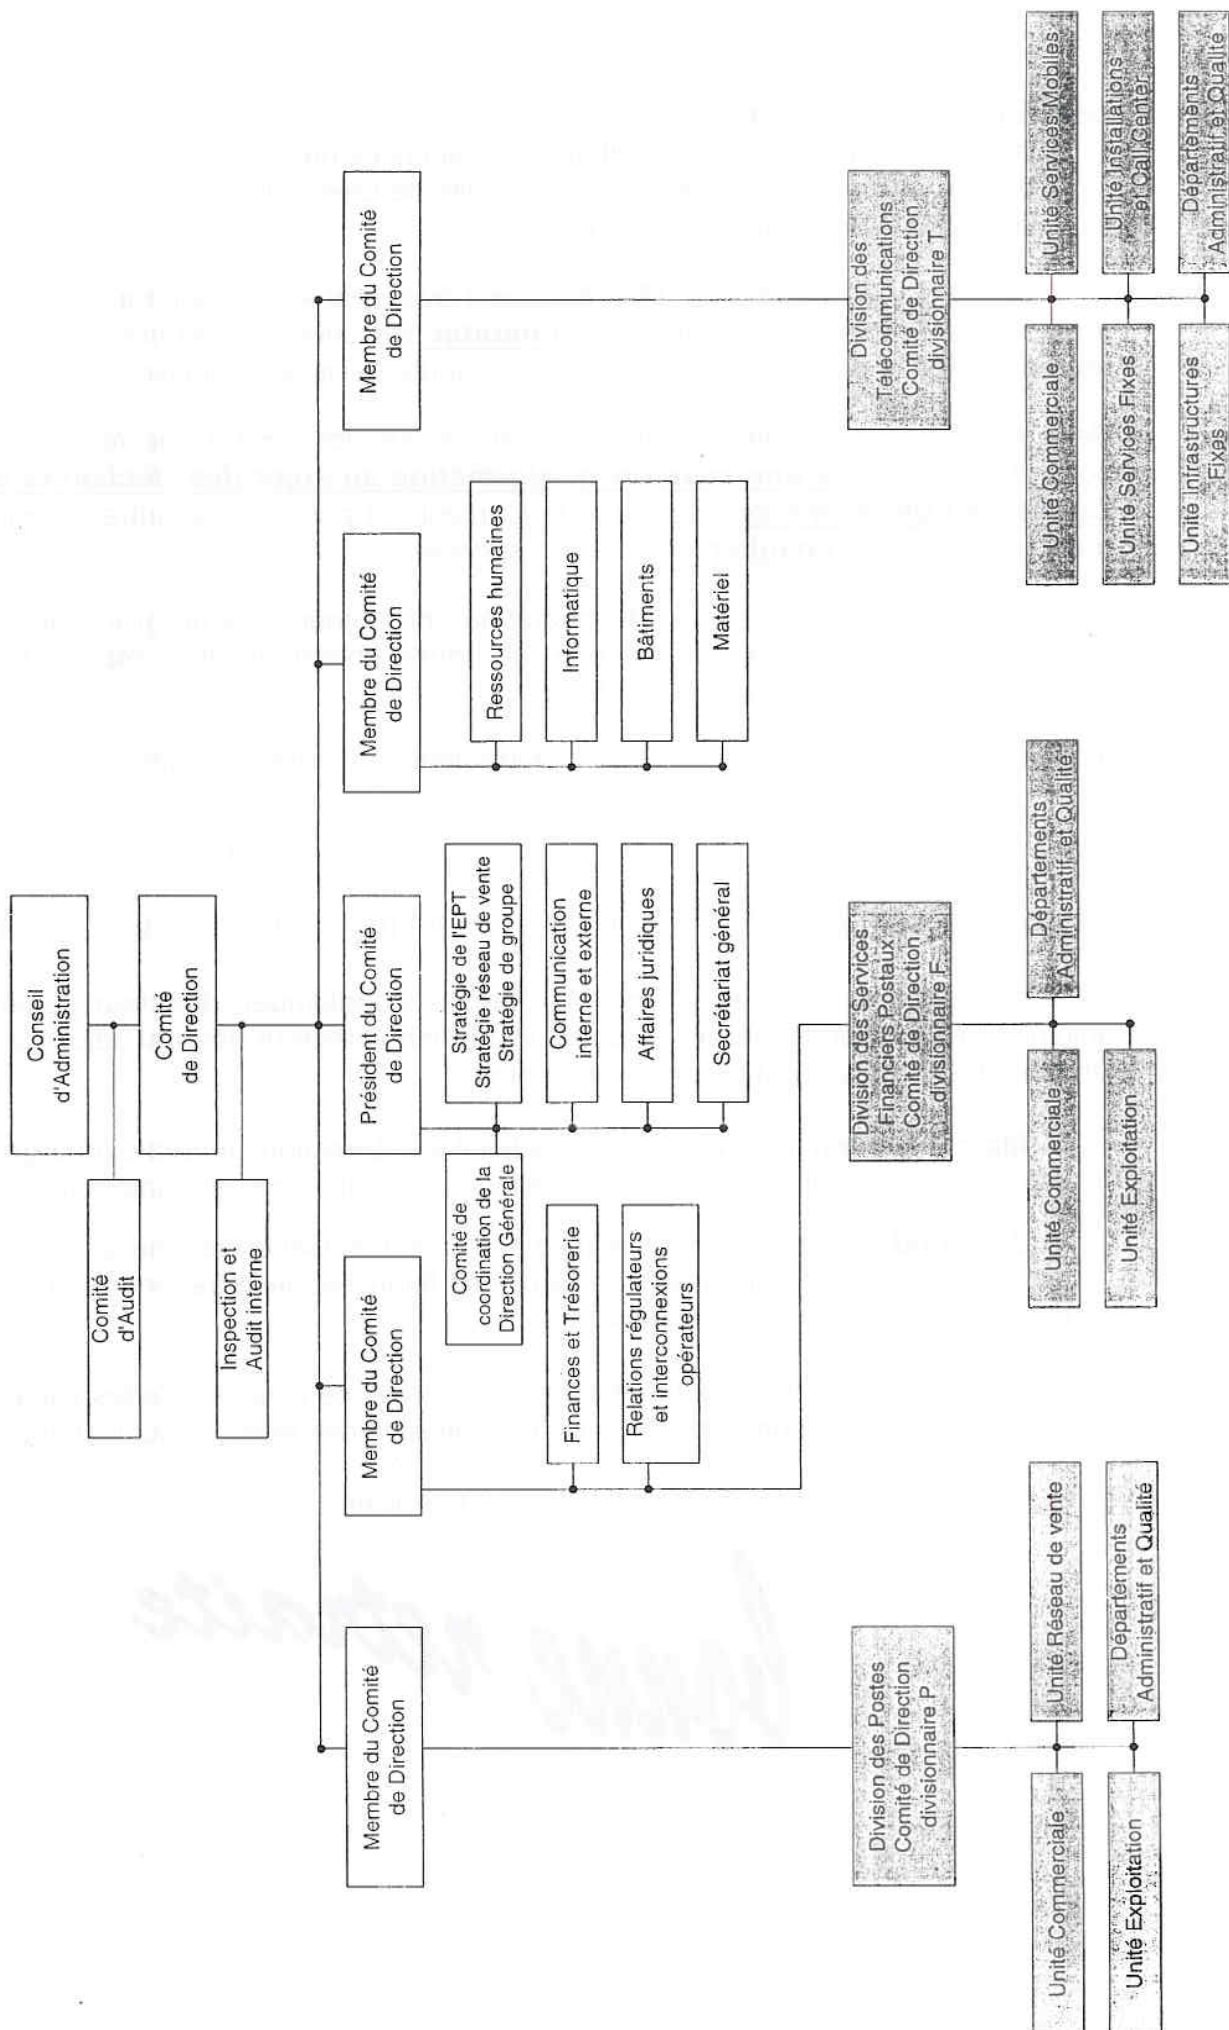 Conseil
d'Administration
Comité
d'Audit
Comité
de Direction
Inspection et
Audit interne
Membre du Comité
de Direction
Membre du Comité
de Direction
Président du Comité
de Direction
Membre du Comité
de Direction
Membre du Comité
de Direction
Finances et Trésorerie
Relations régulateurs
et interconnexions
opérateurs
Comité de
coordination de la
Direction Générale
Stratégie de l'EPT
Stratégie réseau de vente
Stratégie de groupe
Communication
interne et externe
Affaires juridiques
Secrétariat général
Ressources humaines
Informatique
Bâtiments
Matériel
Division des Postes
Comité de Direction
divisionnaire P
Division des Services
Financiers Postaux
Comité de Direction
divisionnaire F
Division des
Télécommunications
Comité de Direction
divisionnaire T
Unité Commerciale
Unité Réseau de vente
Unité Exploitation
Départements
Administratif et Qualité
Unité Commerciale
Départements
Administratif et Qualité
Unité Exploitation
Unité Commerciale
Unité Services Mobiles
Unité Services Fixes
Unité Installations
et Call Center
Unité Infrastructures
Fixes
Départements
Administratif et Qualité